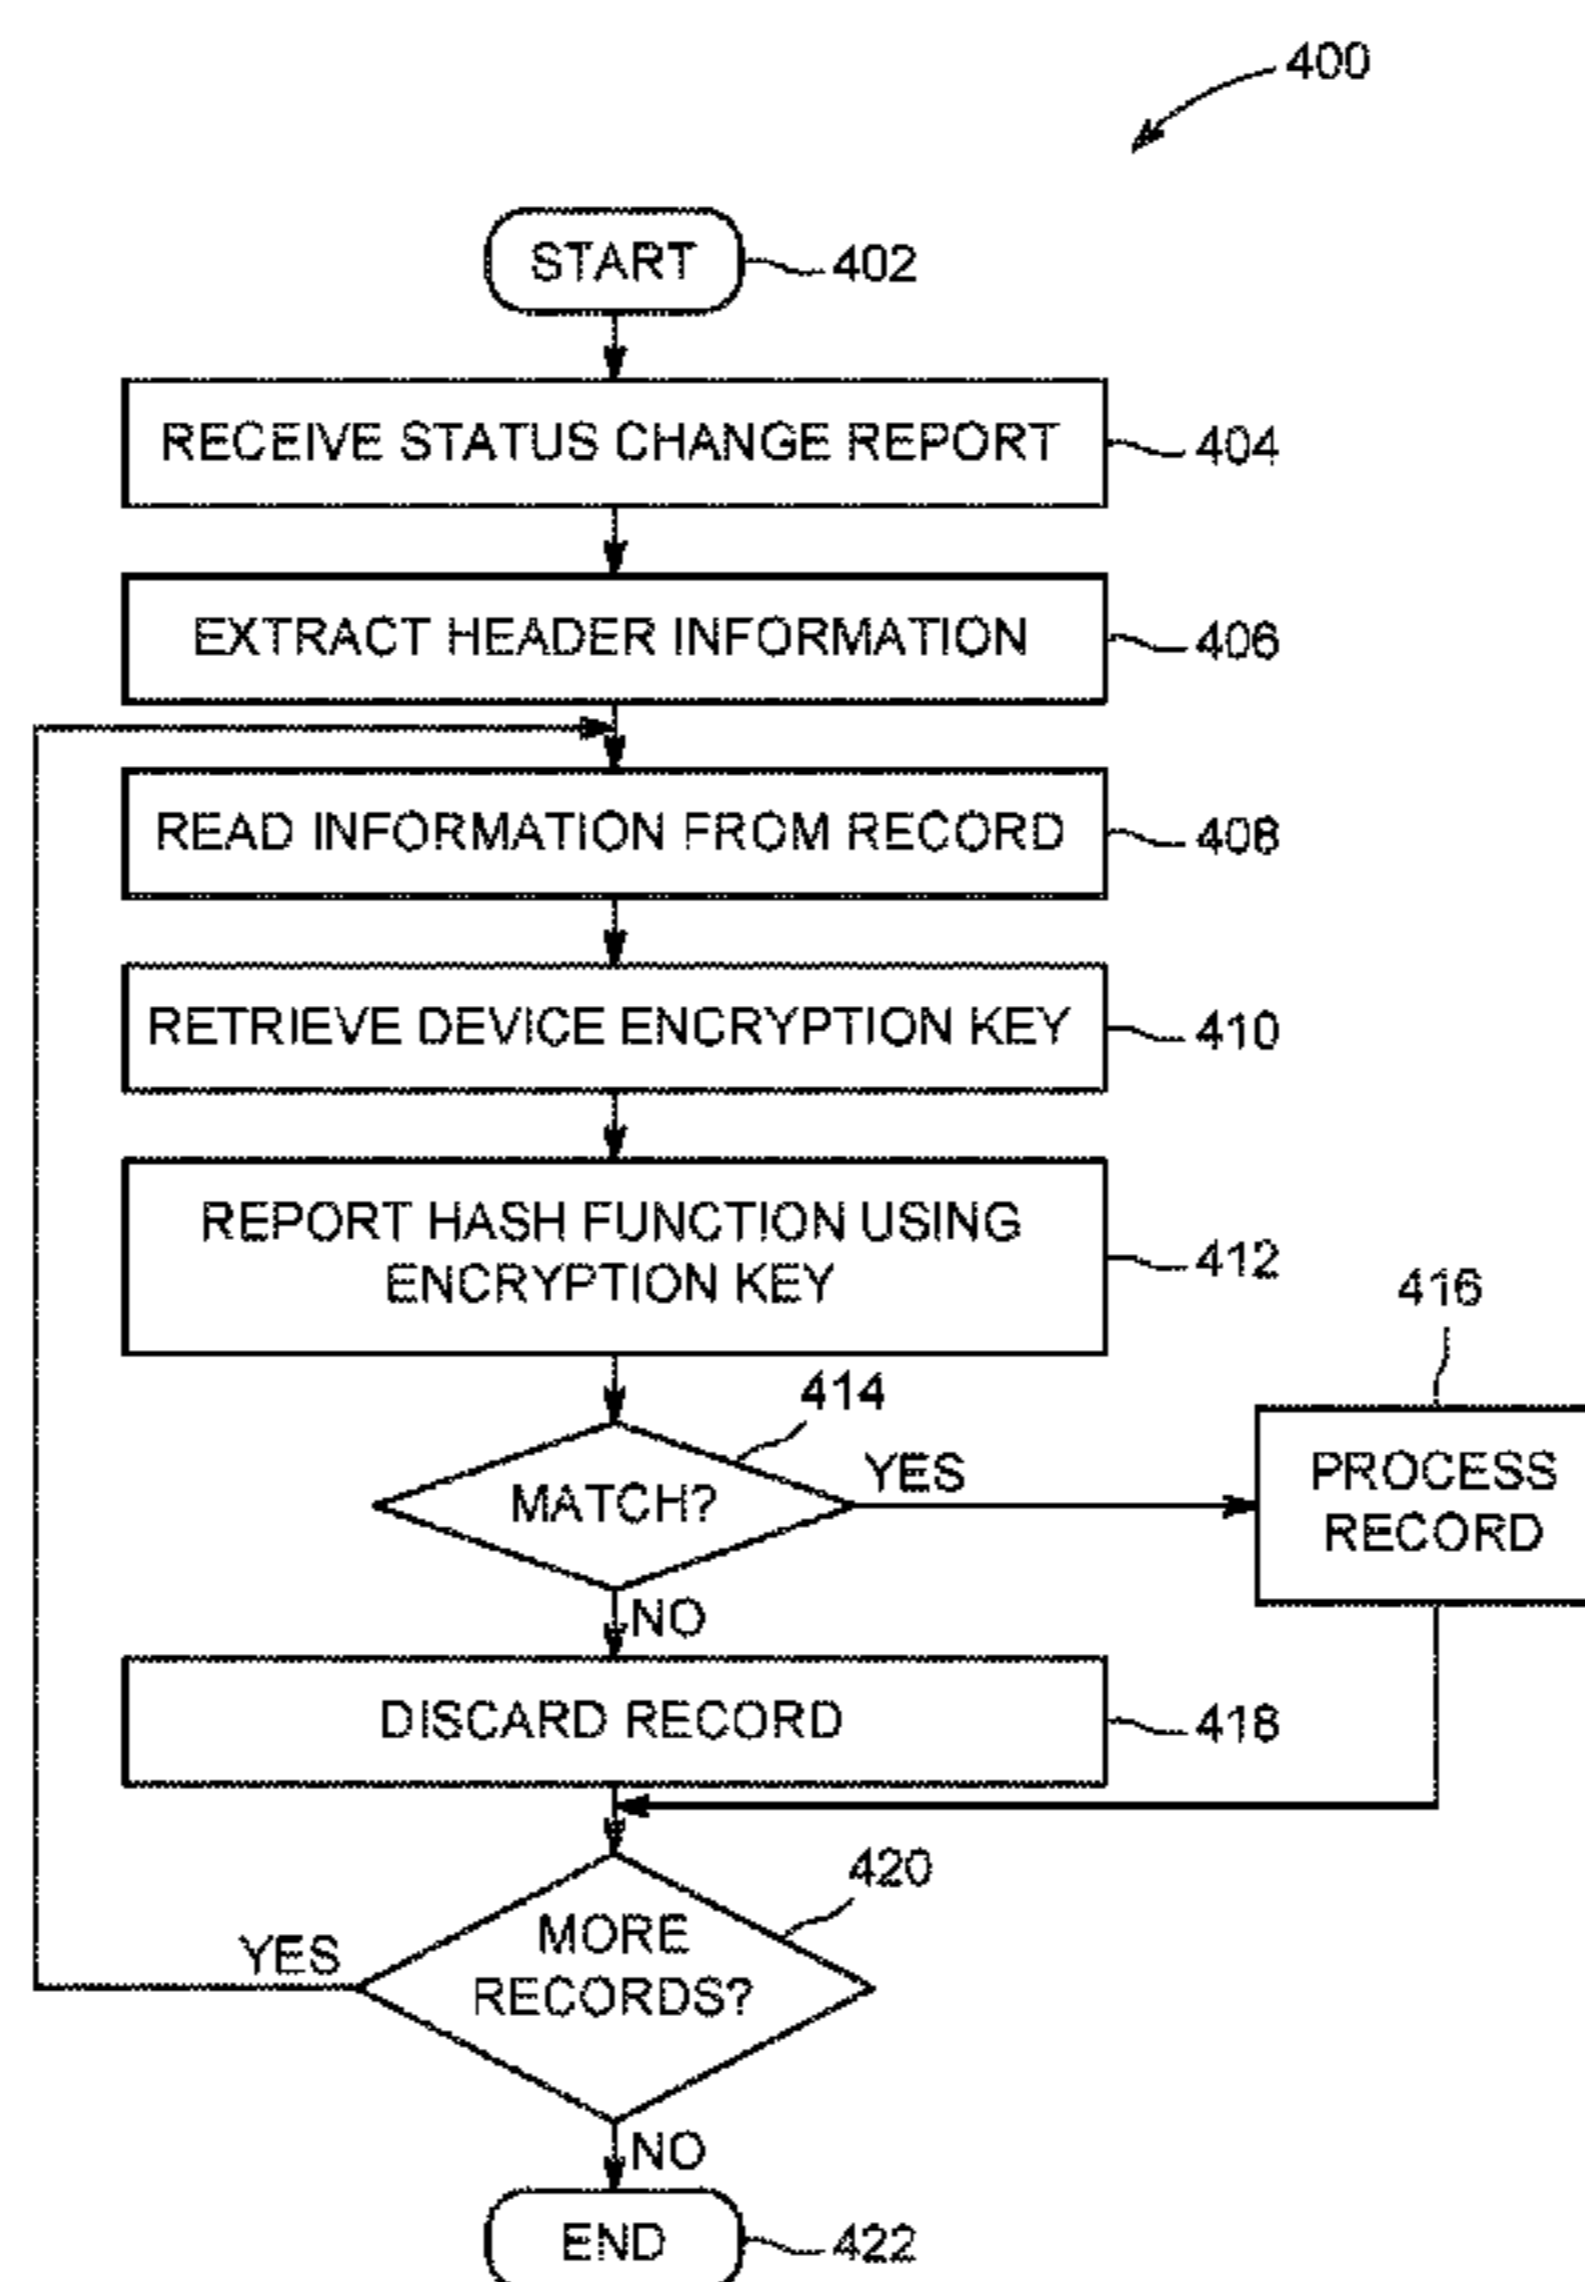 400
START
402
RECEIVE STATUS CHANGE REPORT
404
EXTRACT HEADER INFORMATION
406
READ INFORMATION FROM RECORD
408
RETRIEVE DEVICE ENCRYPTION KEY
410
REPORT HASH FUNCTION USING
ENCRYPTION KEY
412
414
MATCH?
YES
416
PROCESS
RECORD
NO
DISCARD RECORD
418
420
MORE
RECORDS?
YES
NO
END
422